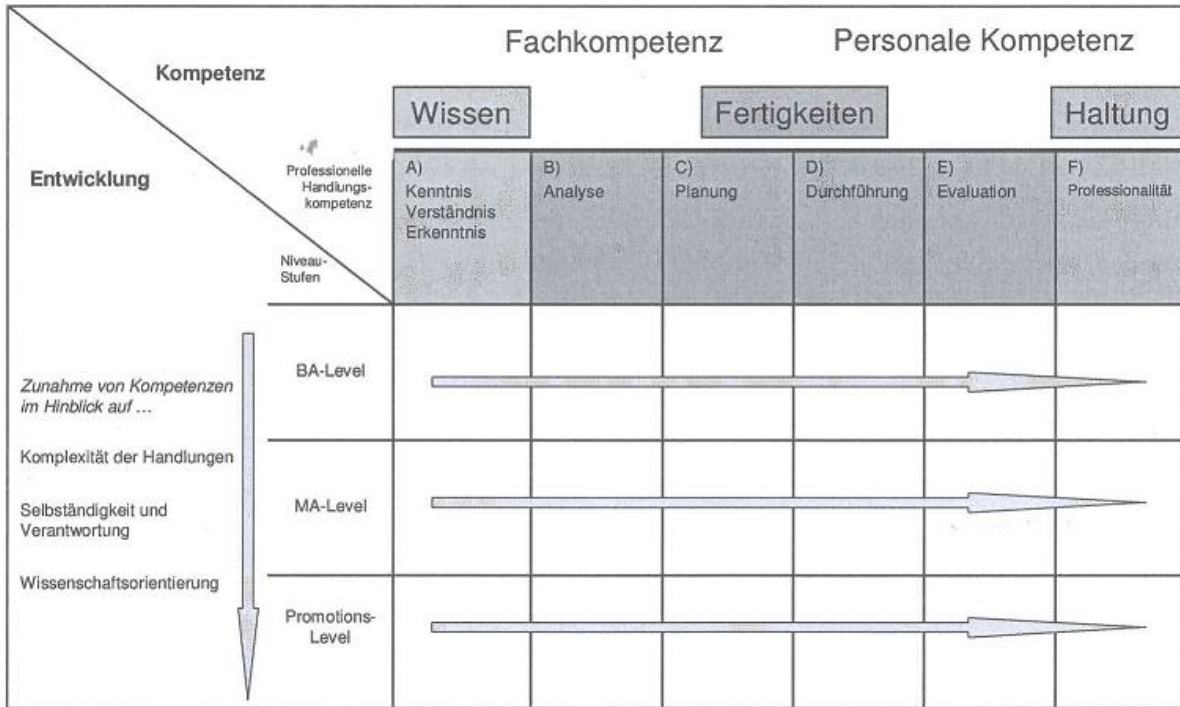 Fachkompetenz
Personale Kompetenz
Kompetenz
Wissen
Fertigkeiten
Haltung
Entwicklung
Professionelle
Handlungs-
kompetenz
Niveau-
Stufen
A)
Kenntnis
Verständnis
Erkenntnis
B)
Analyse
C)
Planung
D)
Durchführung
E)
Evaluation
F)
Professionalität
Zunahme von Kompetenzen
im Hinblick auf ...
Komplexität der Handlungen
Selbständigkeit und
Verantwortung
Wissenschaftsorientierung
BA-Level
MA-Level
Promotions-
Level